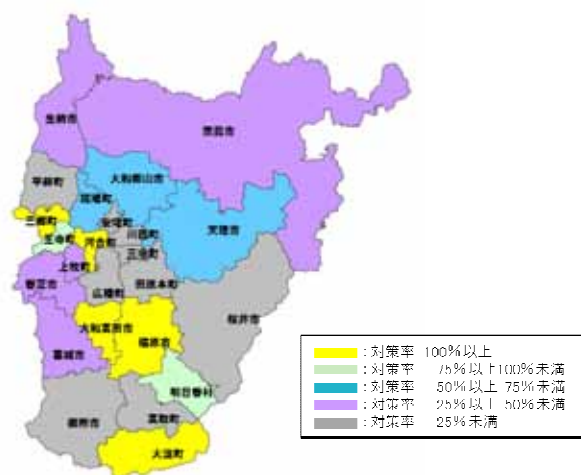 生駒市
奈良市
平群町
大和郡山市
斑鳩町
三郷町
安堵町
川西町
天理市
王寺町
河合町
三宅町
上牧町
田原本町
香芝市
広陵町
桜井市
大和高田市
橿原市
葛城市
明日香村
御所市
高取町
大淀町
：対策率 100％以上
：対策率 75％以上100％未満
：対策率 50％以上 75％未満
：対策率 25％以上 50％未満
：対策率 25％未満